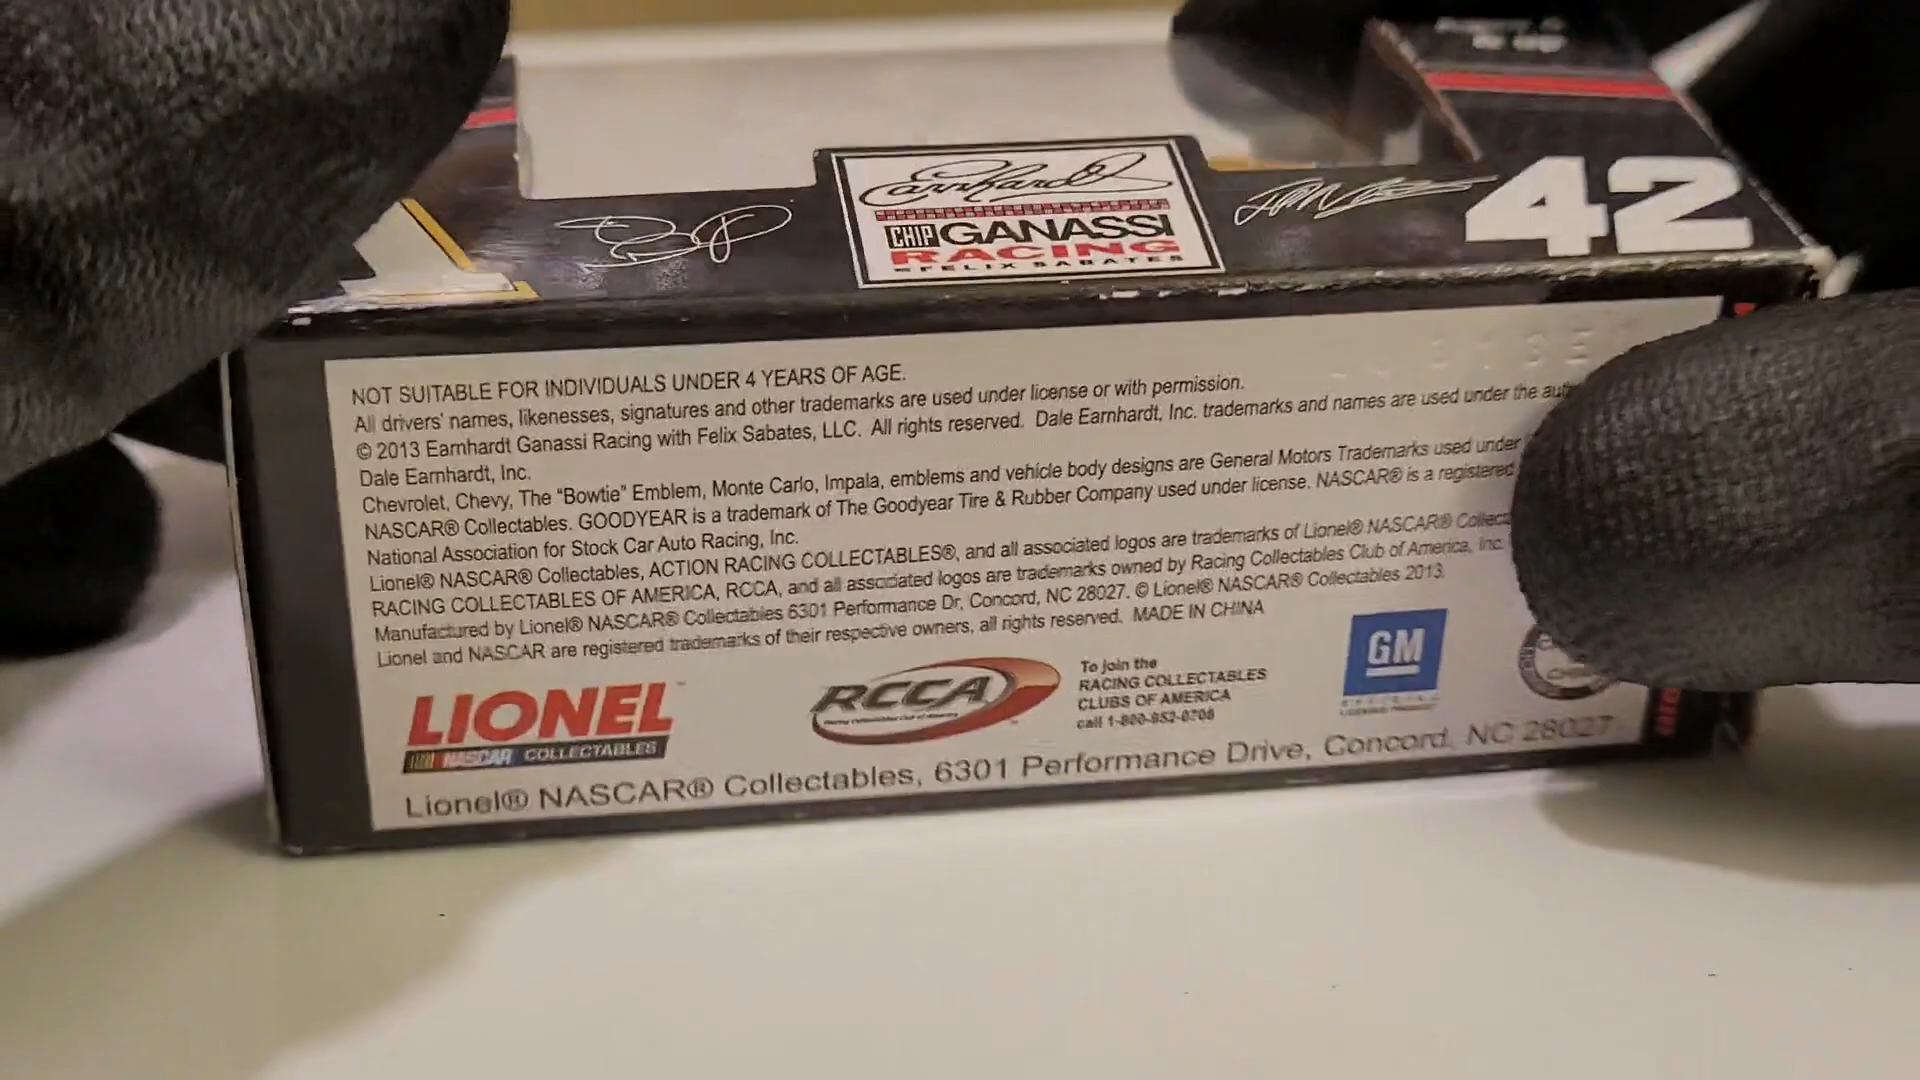 Earnhardt
CHIP GANASSI
RACING
WITH FELIX SABATES
1
42
NOT SUITABLE FOR INDIVIDUALS UNDER 4 YEARS OF AGE.
All drivers' names, likenesses, signatures and other trademarks are used under license or with permission.
© 2013 Earnhardt Ganassi Racing with Felix Sabates, LLC. All rights reserved. Dale Earnhardt, Inc. trademarks and names are used under the
Dale Earnhardt, Inc.
Chevrolet, Chevy, The “Bowtie” Emblem, Monte Carlo, Impala, emblems and vehicle body designs are General Motors Trademarks used under
NASCAR® Collectables. GOODYEAR is a trademark of The Goodyear Tire & Rubber Company used under license. NASCAR® is a registered
National Association for Stock Car Auto Racing, Inc.
Lionel® NASCAR® Collectables, ACTION RACING COLLECTABLES®, and all associated logos are trademarks of Lionel® NASCAR®
RACING COLLECTABLES OF AMERICA, RCCA, and all associated logos are trademarks owned by Racing Collectables Club of America, Inc.
Manufactured by Lionel® NASCAR® Collectables 6301 Performance Dr, Concord, NC 28027. © Lionel® NASCAR® Collectables 2013.
Lionel and NASCAR are registered trademarks of their respective owners, all rights reserved. MADE IN CHINA
LIONEL™
NASCAR COLLECTABLES
RCCA
To join the
RACING COLLECTABLES
CLUBS OF AMERICA
call 1-800-952-0708
GM
Lionel® NASCAR® Collectables, 6301 Performance Drive, Concord, NC 28027